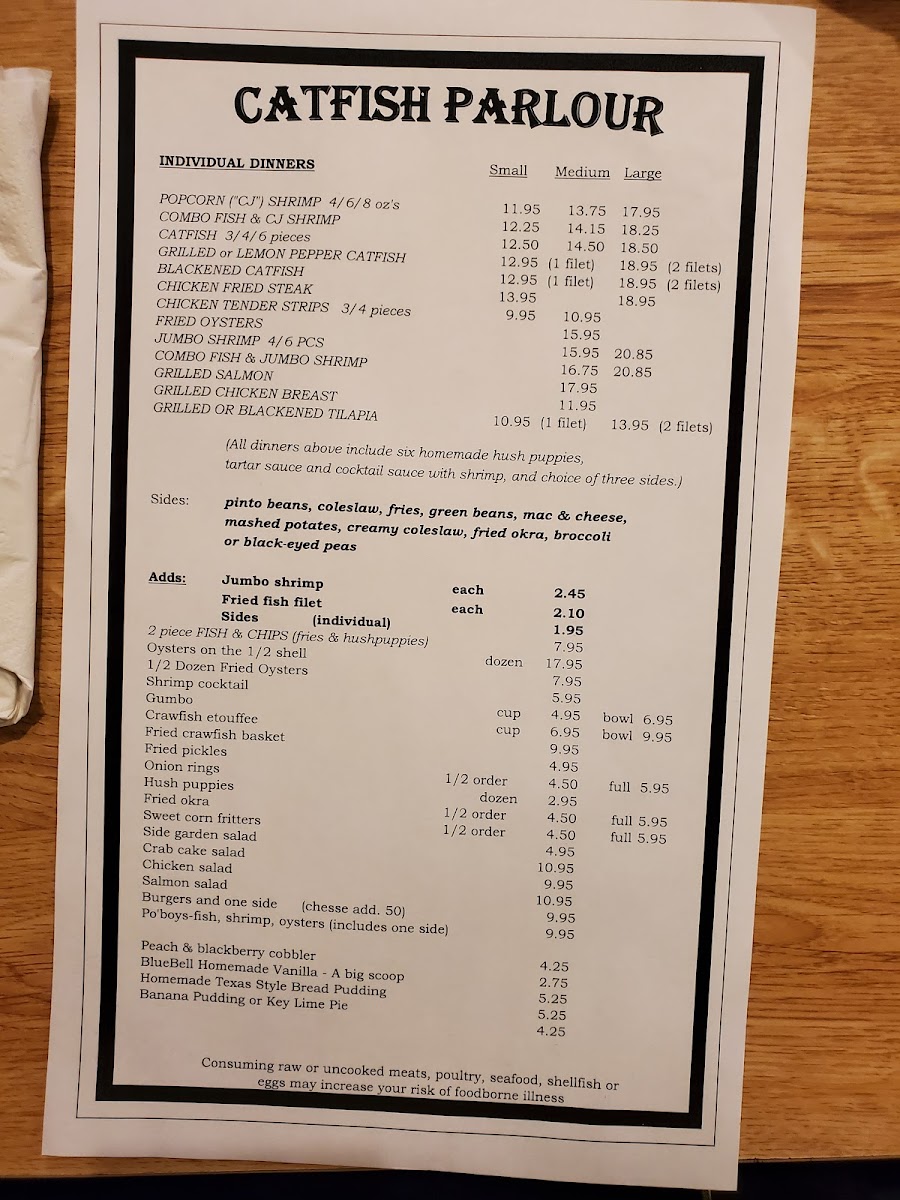 CATFISH PARLOUR
INDIVIDUAL DINNERS Small Medium Large
POPCORN ("CJ") SHRIMP 4/6/8 oz's 11.95 13.75 17.95
COMBO FISH & CJ SHRIMP 12.25 14.15 18.25
CATFISH 3/4/6 pieces 12.50 14.50 18.50
GRILLED or LEMON PEPPER CATFISH 12.95 (1 filet) 18.95 (2 filets)
BLACKENED CATFISH 12.95 (1 filet) 18.95 (2 filets)
CHICKEN FRIED STEAK 13.95 18.95
CHICKEN TENDER STRIPS 3/4 pieces 9.95 10.95
FRIED OYSTERS 15.95
JUMBO SHRIMP 4/6 PCS 15.95 20.85
COMBO FISH & JUMBO SHRIMP 16.75 20.85
GRILLED SALMON 17.95
GRILLED CHICKEN BREAST 11.95
GRILLED OR BLACKENED TILAPIA 10.95 (1 filet) 13.95 (2 filets)
(All dinners above include six homemade hush puppies,
tartar sauce and cocktail sauce with shrimp, and choice of three sides.)
Sides: pinto beans, coleslaw, fries, green beans, mac & cheese,
mashed potates, creamy coleslaw, fried okra, broccoli
or black-eyed peas
Adds: Jumbo shrimp each 2.45
Fried fish filet each 2.10
Sides (individual) 1.95
2 piece FISH & CHIPS (fries & hushpuppies) 7.95
Oysters on the 1/2 shell dozen 17.95
1/2 Dozen Fried Oysters 7.95
Shrimp cocktail 5.95
Gumbo cup 4.95 bowl 6.95
Crawfish etouffee cup 6.95 bowl 9.95
Fried crawfish basket 9.95
Fried pickles 4.95
Onion rings 1/2 order 4.50 full 5.95
Hush puppies dozen 2.95
Fried okra 1/2 order 4.50 full 5.95
Sweet corn fritters 1/2 order 4.50 full 5.95
Side garden salad 4.95
Crab cake salad 10.95
Chicken salad 9.95
Salmon salad 10.95
Burgers and one side (chesse add. 50) 9.95
Po'boys-fish, shrimp, oysters (includes one side) 9.95
Peach & blackberry cobbler 4.25
BlueBell Homemade Vanilla - A big scoop 2.75
Homemade Texas Style Bread Pudding 5.25
Banana Pudding or Key Lime Pie 5.25
4.25
Consuming raw or uncooked meats, poultry, seafood, shellfish or
eggs may increase your risk of foodborne illness